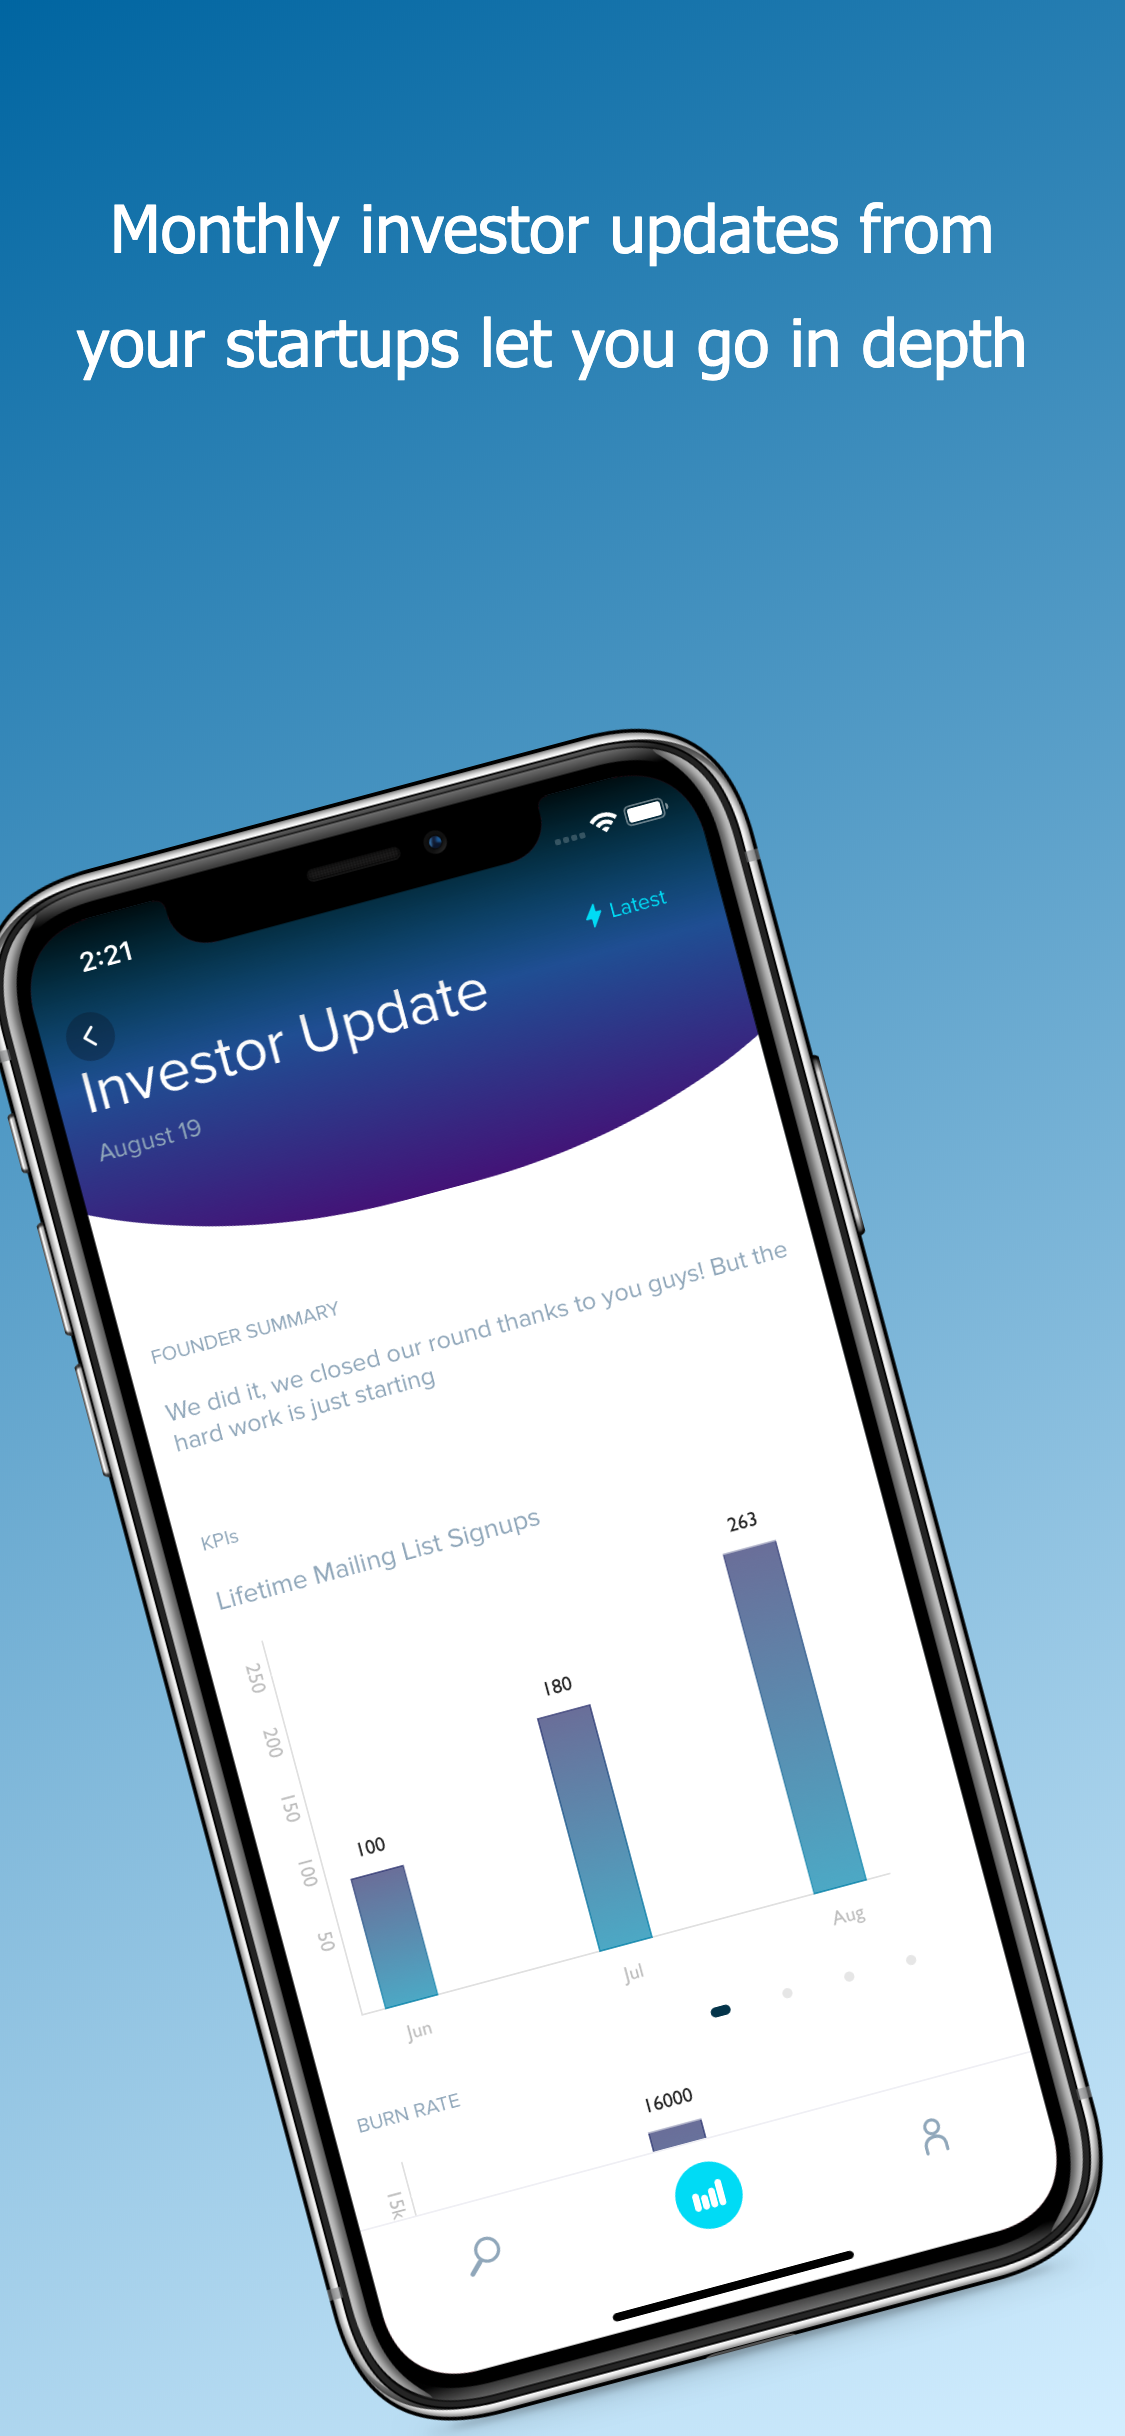 Monthly investor updates from
your startups let you go in depth
2:21
Latest
Investor Update
August 19
FOUNDER SUMMARY
We did it, we closed our round thanks to you guys! But the
hard work is just starting
KPIs
Lifetime Mailing List Signups
250
200
150
100
50
100
180
263
Jun
Jul
Aug
BURN RATE
16000
15k